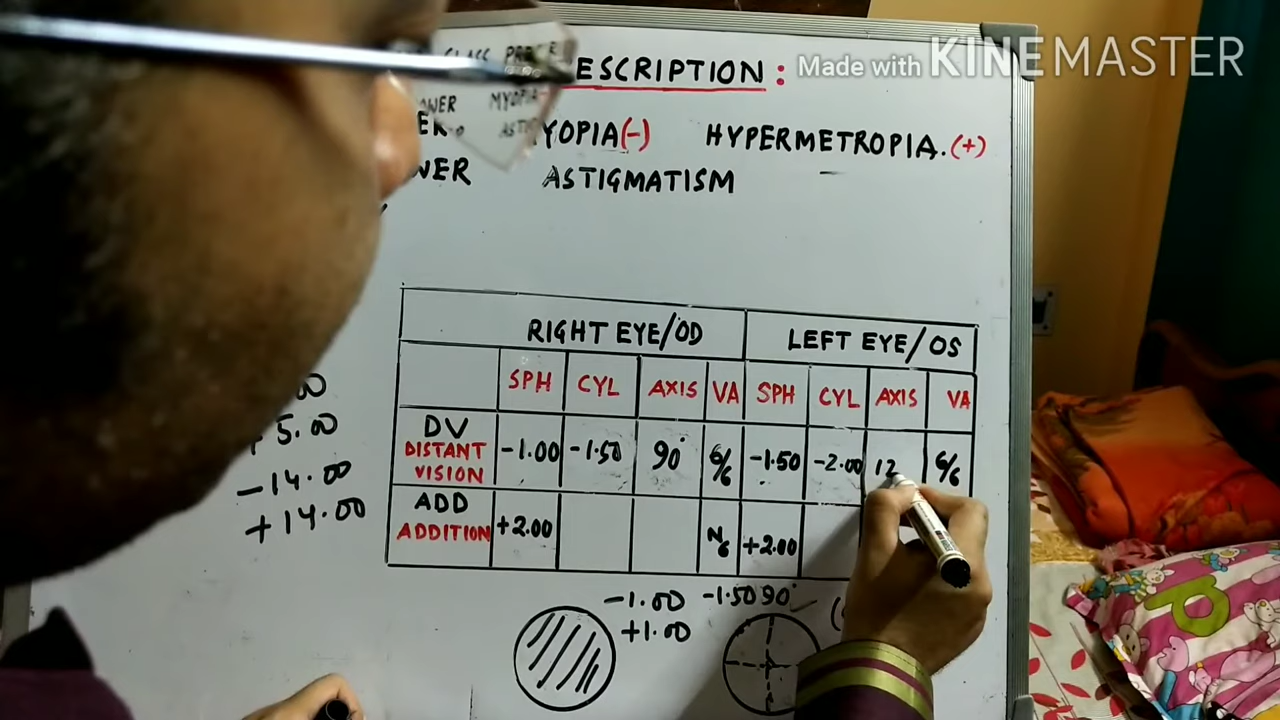 ESCRIPTION :
Made with KINEMASTER
YOPIA(-) HYPERMETROPIA.(+)
WER ASTIGMATISM
RIGHT EYE/OD LEFT EYE/OS
SPH CYL AXIS VA SPH CYL AXIS VA
DV
DISTANT VISION -1.00 -1.50 90° 6/6 -1.50 -2.00 12 6/6
ADD
ADDITION +2.00 N6 +2.00
5.00
-14.00
+14.00
-1.00 -1.50 90°
+1.00